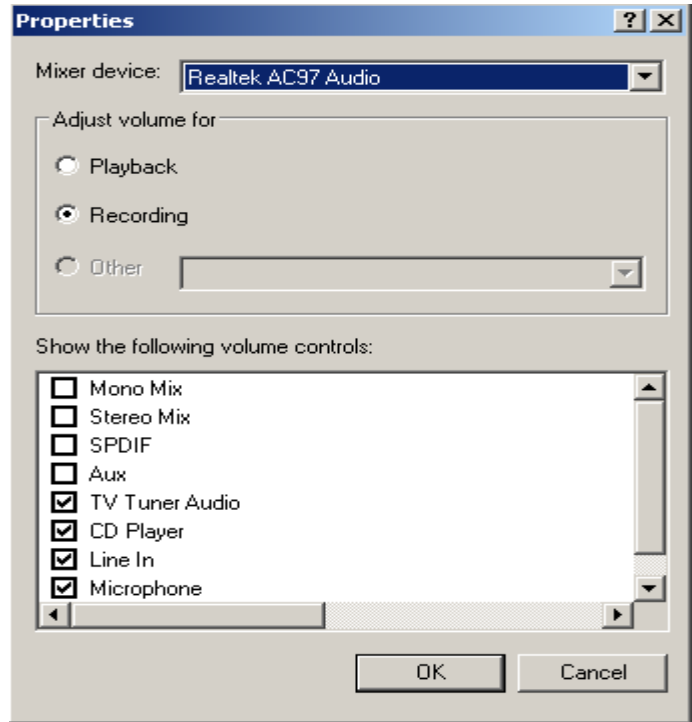 Properties
Mixer device: Realtek AC97 Audio
Adjust volume for
Playback
Recording
Other
Show the following volume controls:
Mono Mix
Stereo Mix
SPDIF
Aux
TV Tuner Audio
CD Player
Line In
Microphone
OK Cancel